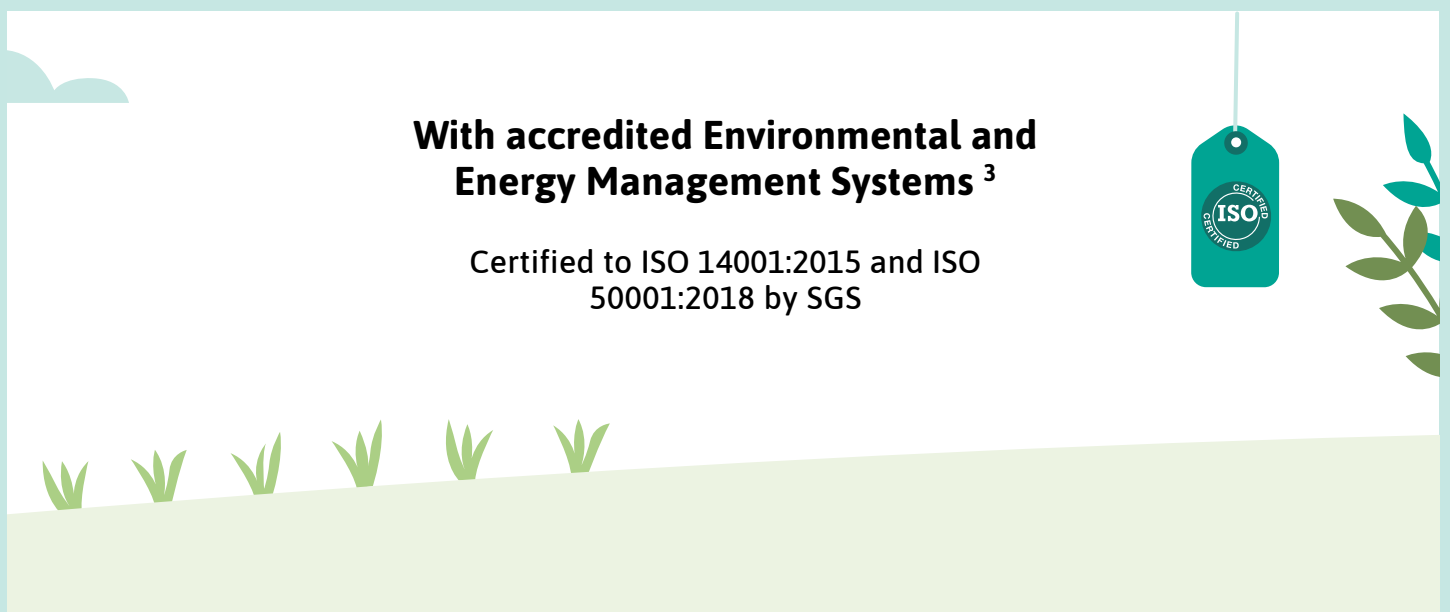 With accredited Environmental and
Energy Management Systems ³
Certified to ISO 14001:2015 and ISO
50001:2018 by SGS
CERTIFIED
ISO
CERTIFIED